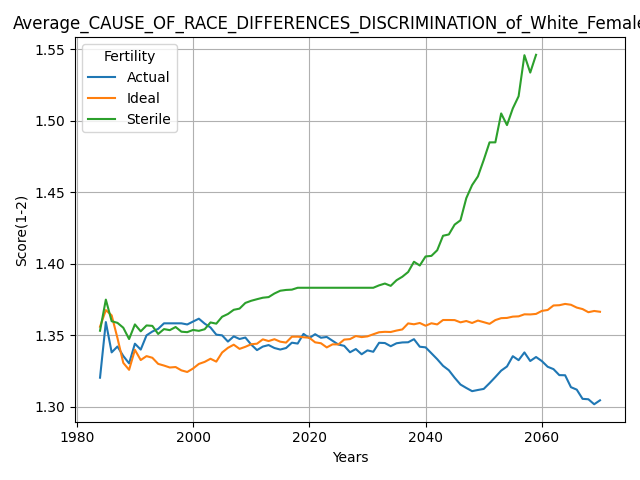 Average_CAUSE_OF_RACE_DIFFERENCES_DISCRIMINATION_of_White_Female
Fertility
Actual
Ideal
Sterile
Score(1-2)
1.55
1.50
1.45
1.40
1.35
1.30
1980 2000 2020 2040 2060
Years